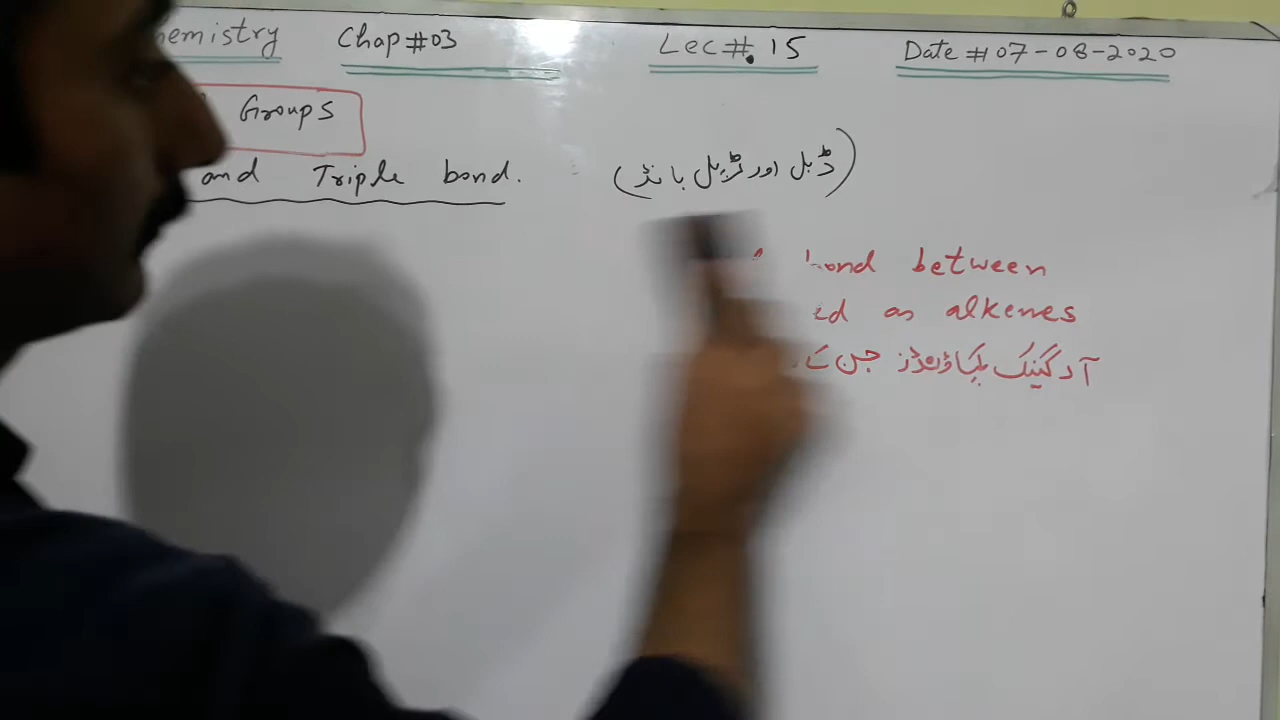 hemistry Chap#03 Lec#.15 Date #07-08-2020
Groups
and Triple bond. (ڈبل اور ٹرپل بانڈ)
bond between
ed as alkenes
آرگینک کمپاؤنڈز جن کے